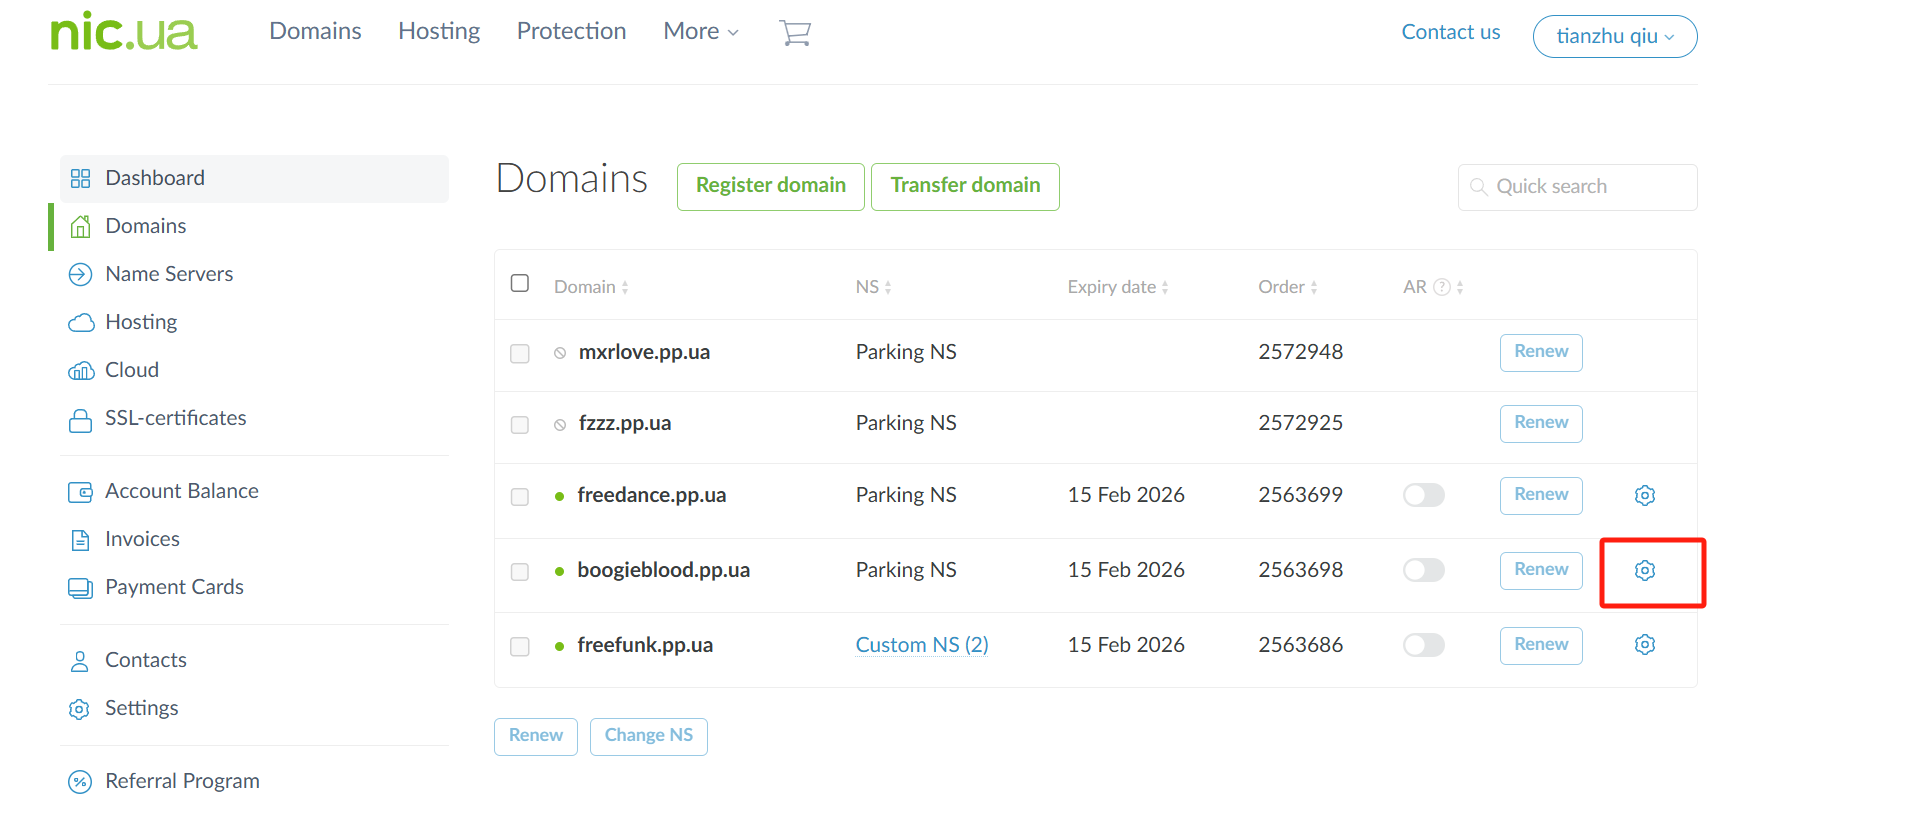 nic.ua
Domains Hosting Protection More
Contact us
tianzhu qiu
Dashboard
Domains
Name Servers
Hosting
Cloud
SSL-certificates
Account Balance
Invoices
Payment Cards
Contacts
Settings
Referral Program
Domains
Register domain
Transfer domain
Quick search
Domain NS Expiry date Order AR ?
mxrlove.pp.ua Parking NS 2572948 Renew
fzzz.pp.ua Parking NS 2572925 Renew
freedance.pp.ua Parking NS 15 Feb 2026 2563699 Renew
boogieblood.pp.ua Parking NS 15 Feb 2026 2563698 Renew
freefunk.pp.ua Custom NS (2) 15 Feb 2026 2563686 Renew
Renew Change NS